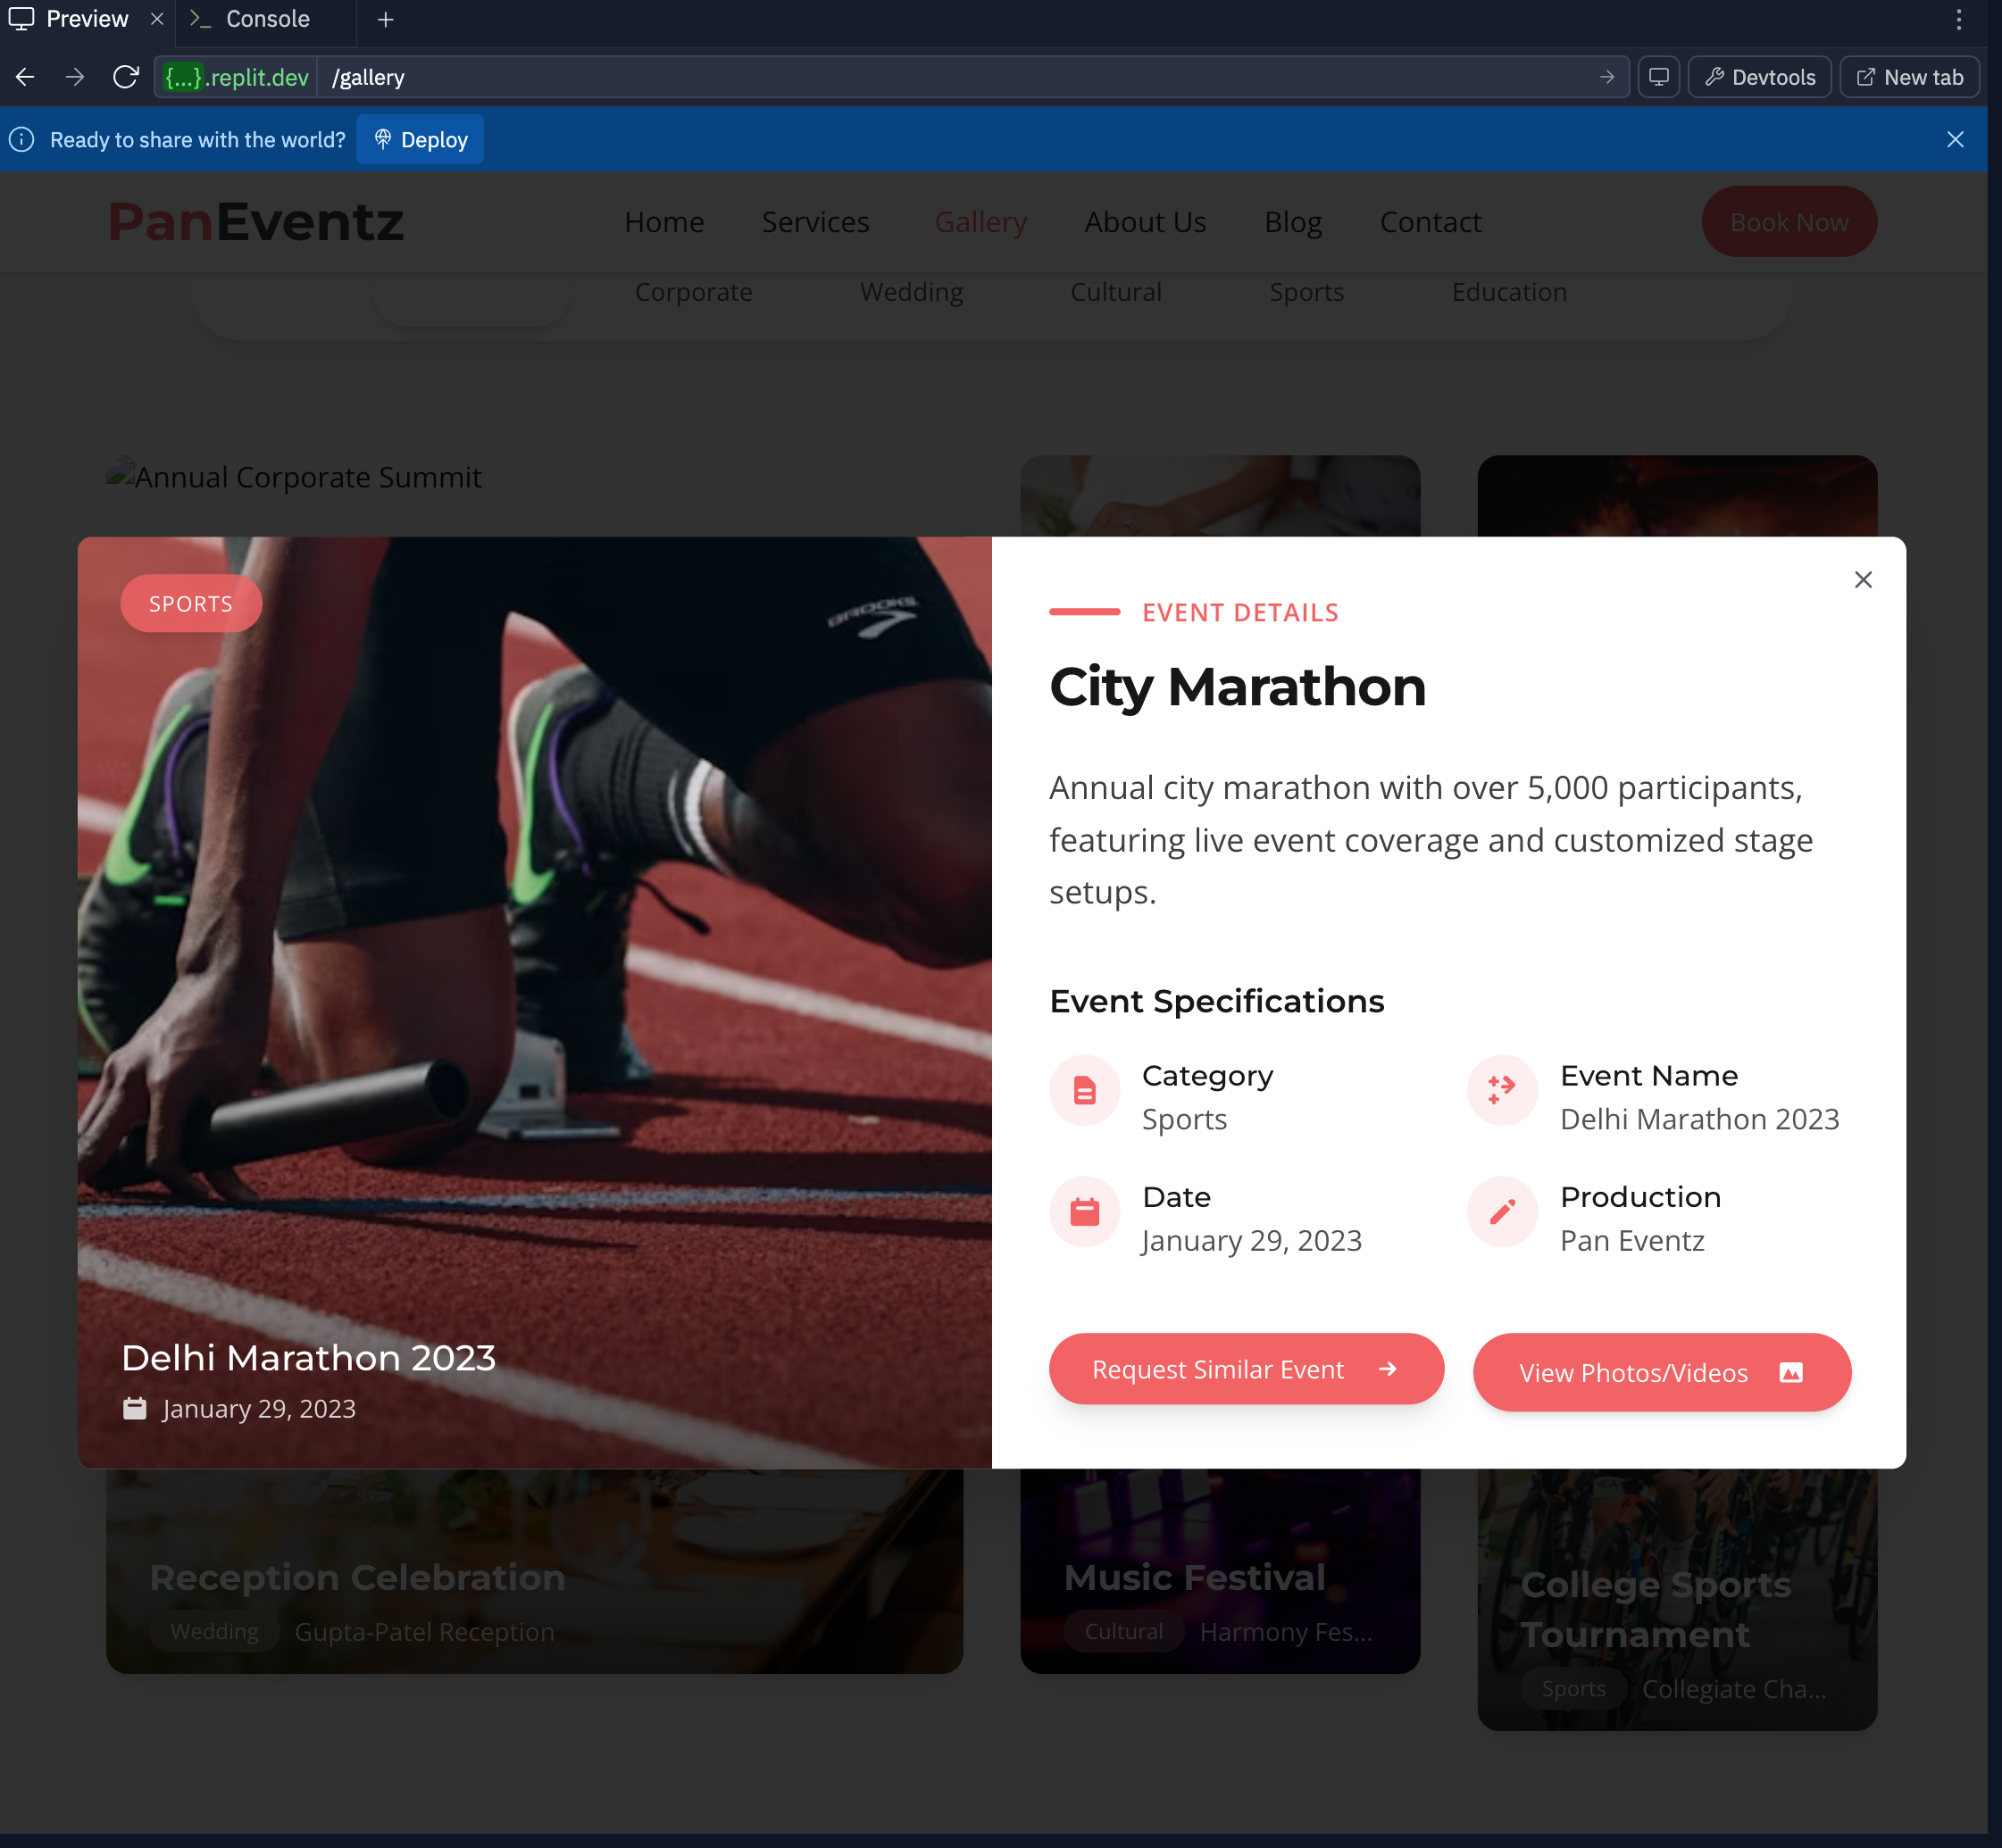 Preview
Console
{...}.replit.dev /gallery
Devtools
New tab
Ready to share with the world? Deploy
PanEventz
Home Services Gallery About Us Blog Contact
Book Now
Corporate Wedding Cultural Sports Education
Annual Corporate Summit
SPORTS
BROOKS
Delhi Marathon 2023
January 29, 2023
EVENT DETAILS
City Marathon
Annual city marathon with over 5,000 participants,
featuring live event coverage and customized stage
setups.
Event Specifications
Category
Sports
Event Name
Delhi Marathon 2023
Date
January 29, 2023
Production
Pan Eventz
Request Similar Event
View Photos/Videos
Reception Celebration
Wedding Gupta-Patel Reception
Music Festival
Cultural Harmony Fes...
College Sports
Tournament
Sports Collegiate Cha...